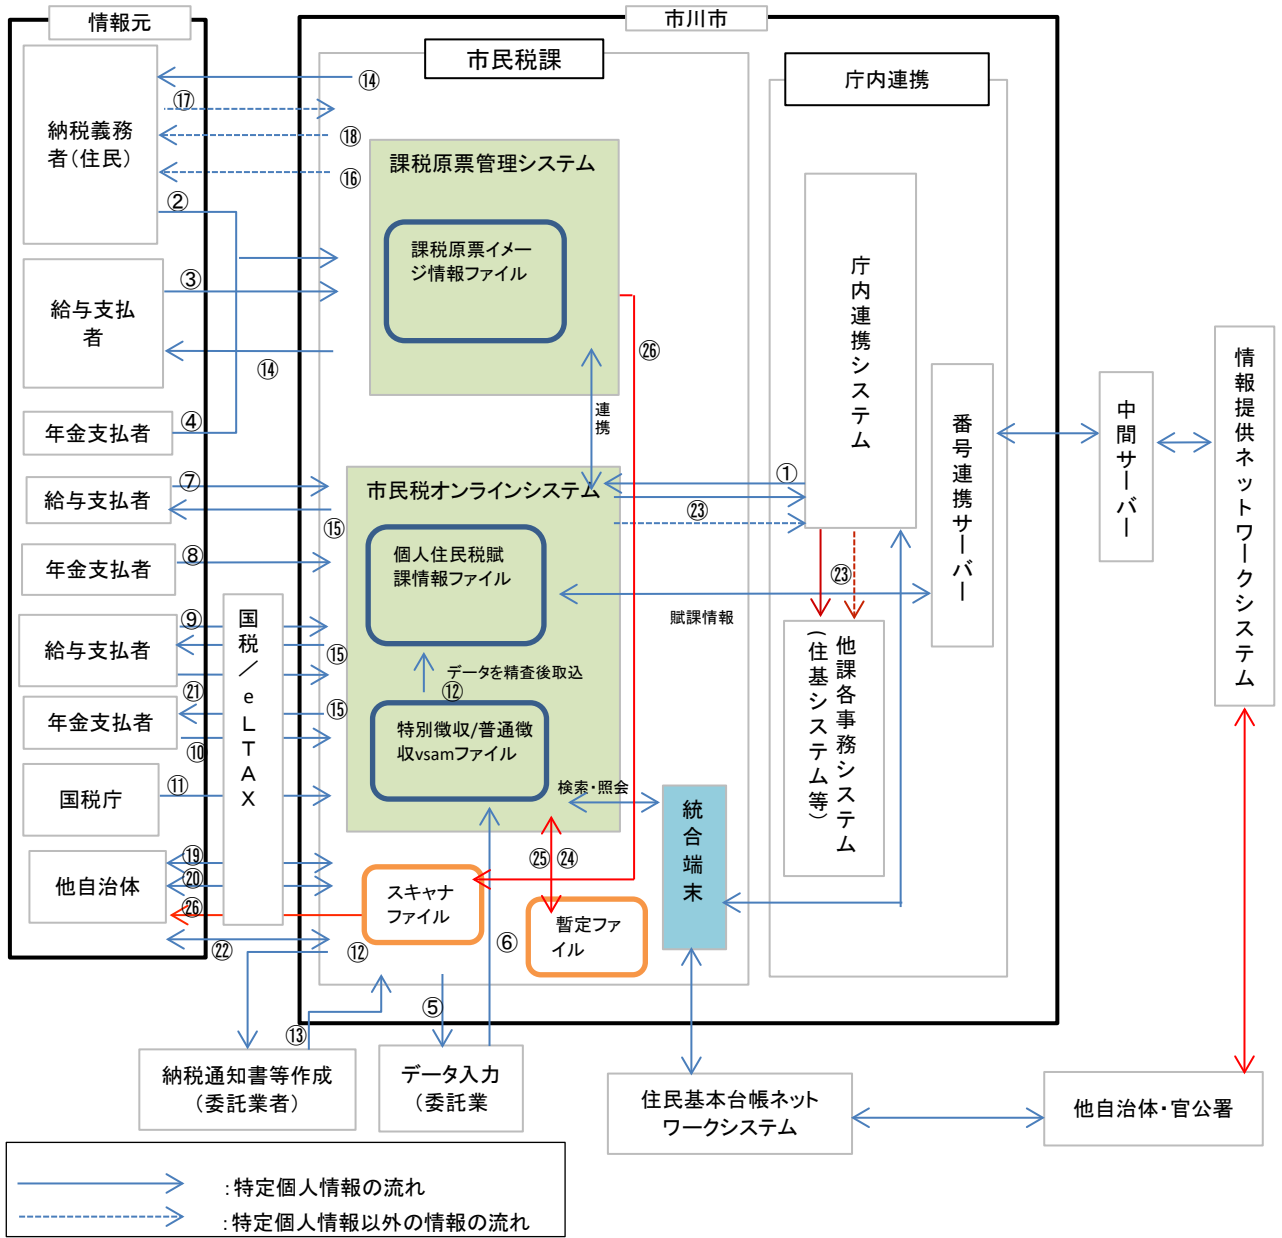 情報元
市川市
市民税課
庁内連携
納税義務
者(住民)
⑭
⑰
⑱
⑯
②
課税原票管理システム
課税原票イメー
ジ情報ファイル
給与支払
者
③
⑭
㉖
連
携
年金支払者
④
給与支払者
⑦
⑮
年金支払者
⑧
市民税オンラインシステム
個人住民税賦
課情報ファイル
①
㉓
庁内連携システム
㉓
賦課情報
番号連携サーバー
中間サーバー
情報提供ネットワークシステム
国税/eLTAX
給与支払者
⑨
⑮
㉑
年金支払者
⑮
⑩
データを精査後取込
⑫
特別徴収/普通徴
収vsamファイル
他課各事務システム
(住基システム等)
国税庁
⑪
検索・照会
統合端末
他自治体
⑲
⑳
㉖
㉒
スキャナ
ファイル
㉕
㉔
暫定ファ
イル
⑥
⑫
⑬
⑤
納税通知書等作成
(委託業者)
データ入力
(委託業
住民基本台帳ネット
ワークシステム
他自治体・官公署
:特定個人情報の流れ
:特定個人情報以外の情報の流れ